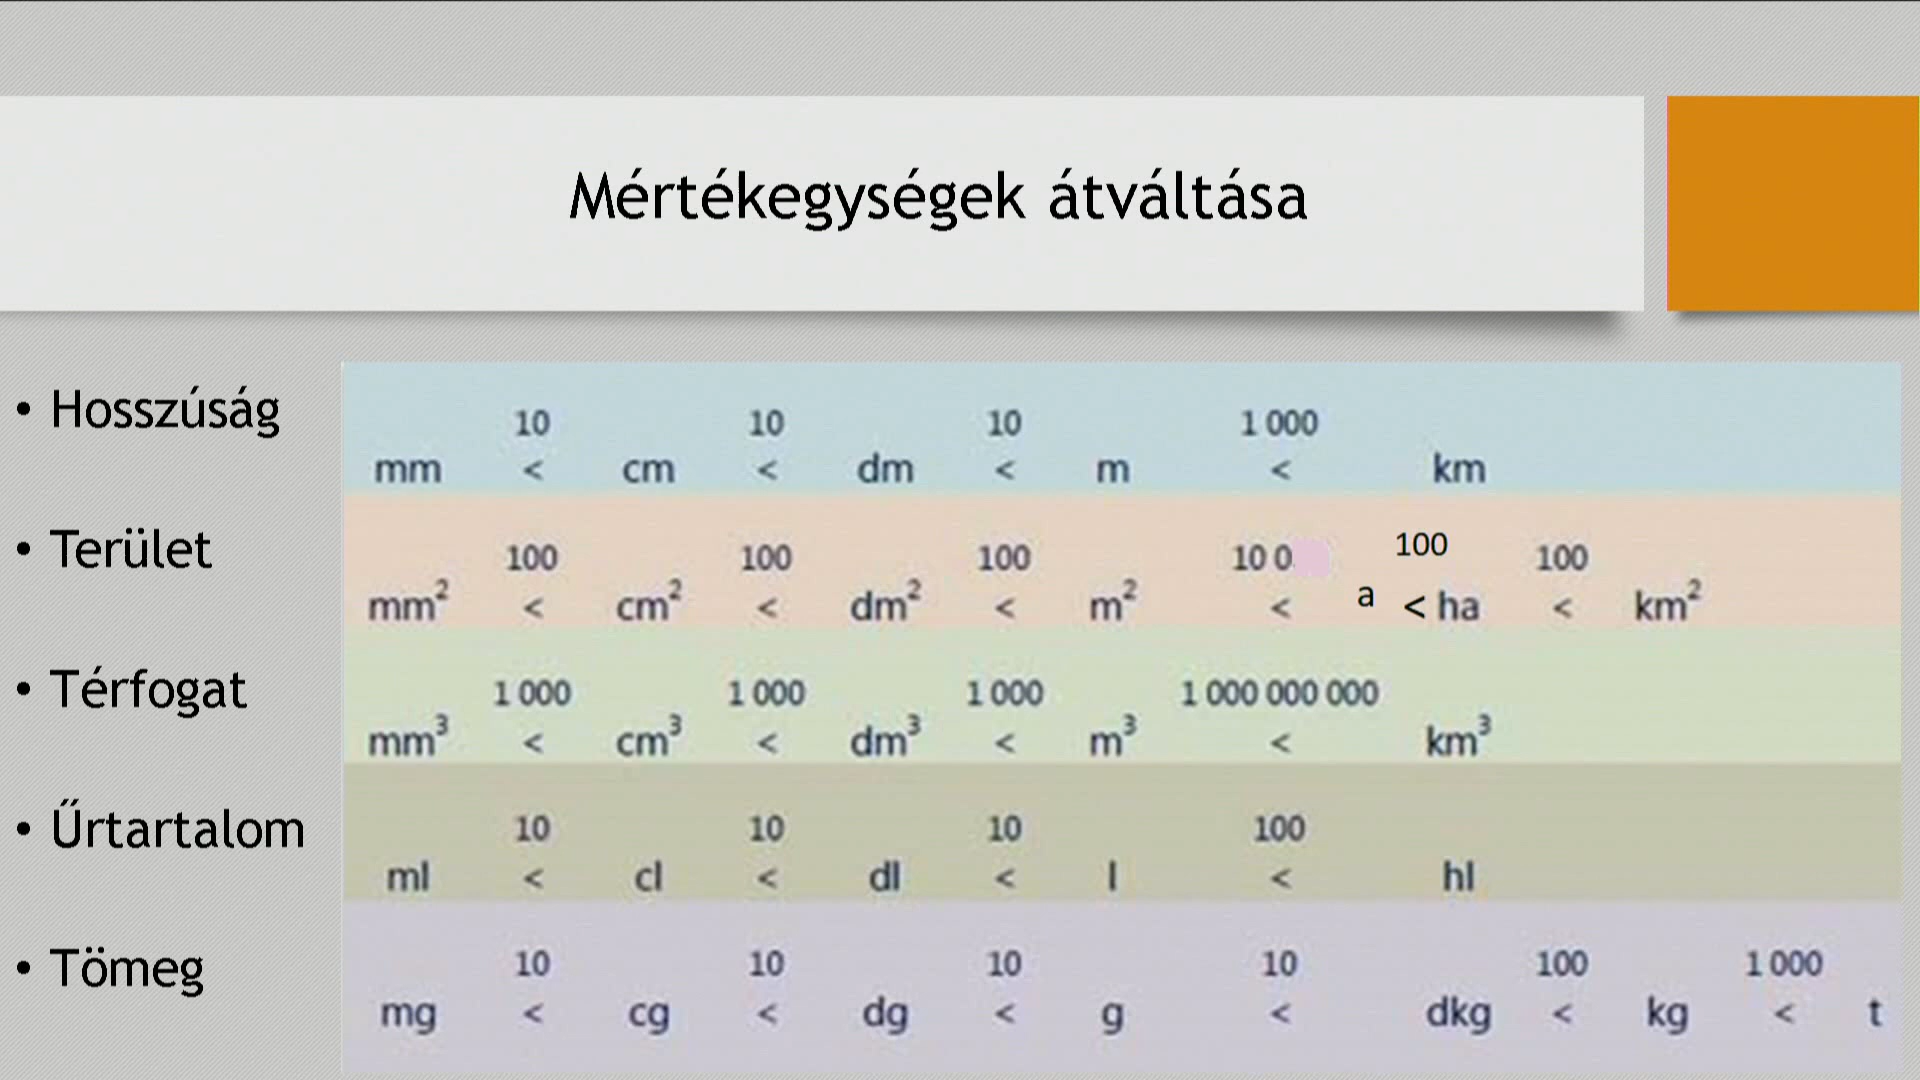 Mértékegységek átváltása
• Hosszúság
10 10 10 1 000
mm < cm < dm < m < km
• Terület
100 100 100 10 0 100 100
mm² < cm² < dm² < m² < a < ha < km²
• Térfogat
1 000 1 000 1 000 1 000 000 000
mm³ < cm³ < dm³ < m³ < km³
• Űrtartalom
10 10 10 100
ml < cl < dl < l < hl
• Tömeg
10 10 10 10 100 1 000
mg < cg < dg < g < dkg < kg < t